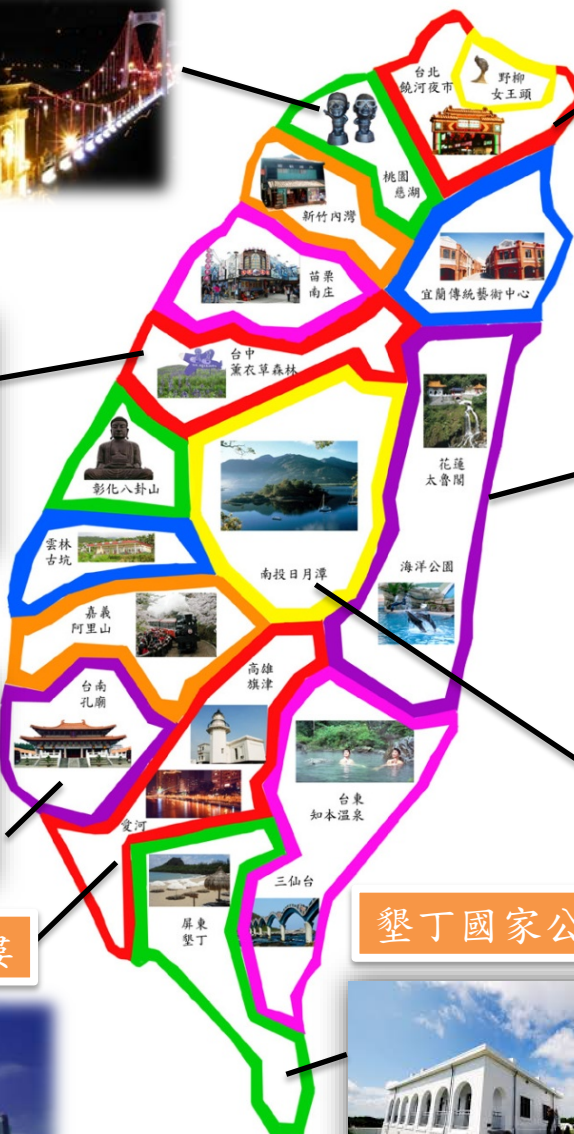 台北
饒河夜市
野柳
女王頭
桃園
慈湖
新竹內灣
宜蘭傳統藝術中心
苗栗
南庄
台中
薰衣草森林
彰化八卦山
花蓮
太魯閣
雲林
古坑
南投日月潭
海洋公園
嘉義
阿里山
台南
孔廟
高雄
旗津
愛河
台東
知本溫泉
三仙台
屏東
墾丁
墾丁國家公